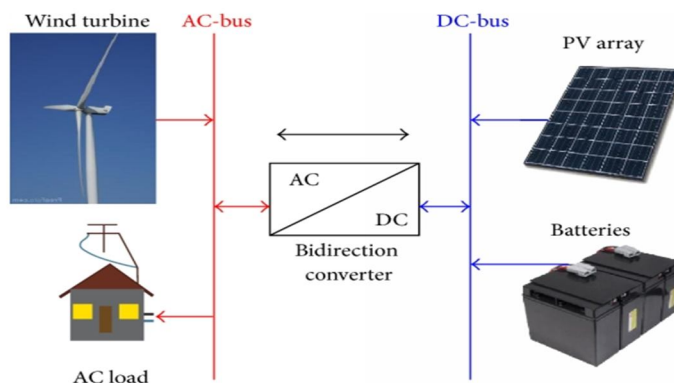 Wind turbine
AC-bus
DC-bus
PV array
AC
DC
Bidirection
converter
Batteries
AC load